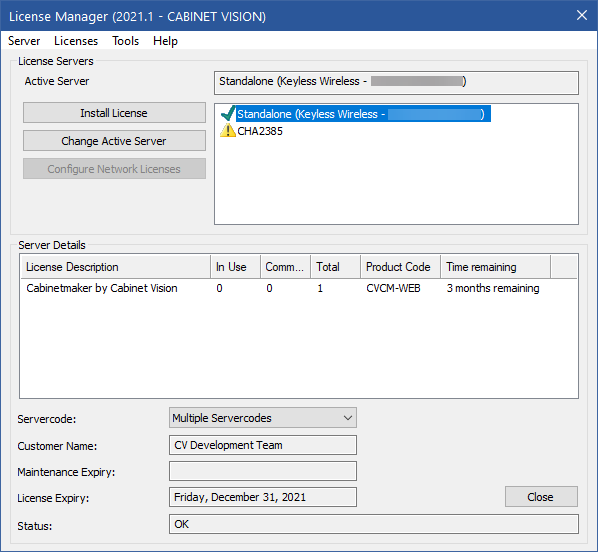 License Manager (2021.1 - CABINET VISION)
Server Licenses Tools Help
License Servers
Active Server
Standalone (Keyless Wireless - )
Install License
Change Active Server
Configure Network Licenses
Standalone (Keyless Wireless - )
CHA2385
Server Details
License Description In Use Comm... Total Product Code Time remaining
Cabinetmaker by Cabinet Vision 0 0 1 CVCM-WEB 3 months remaining
Servercode: Multiple Servercodes
Customer Name: CV Development Team
Maintenance Expiry:
License Expiry: Friday, December 31, 2021
Close
Status: OK